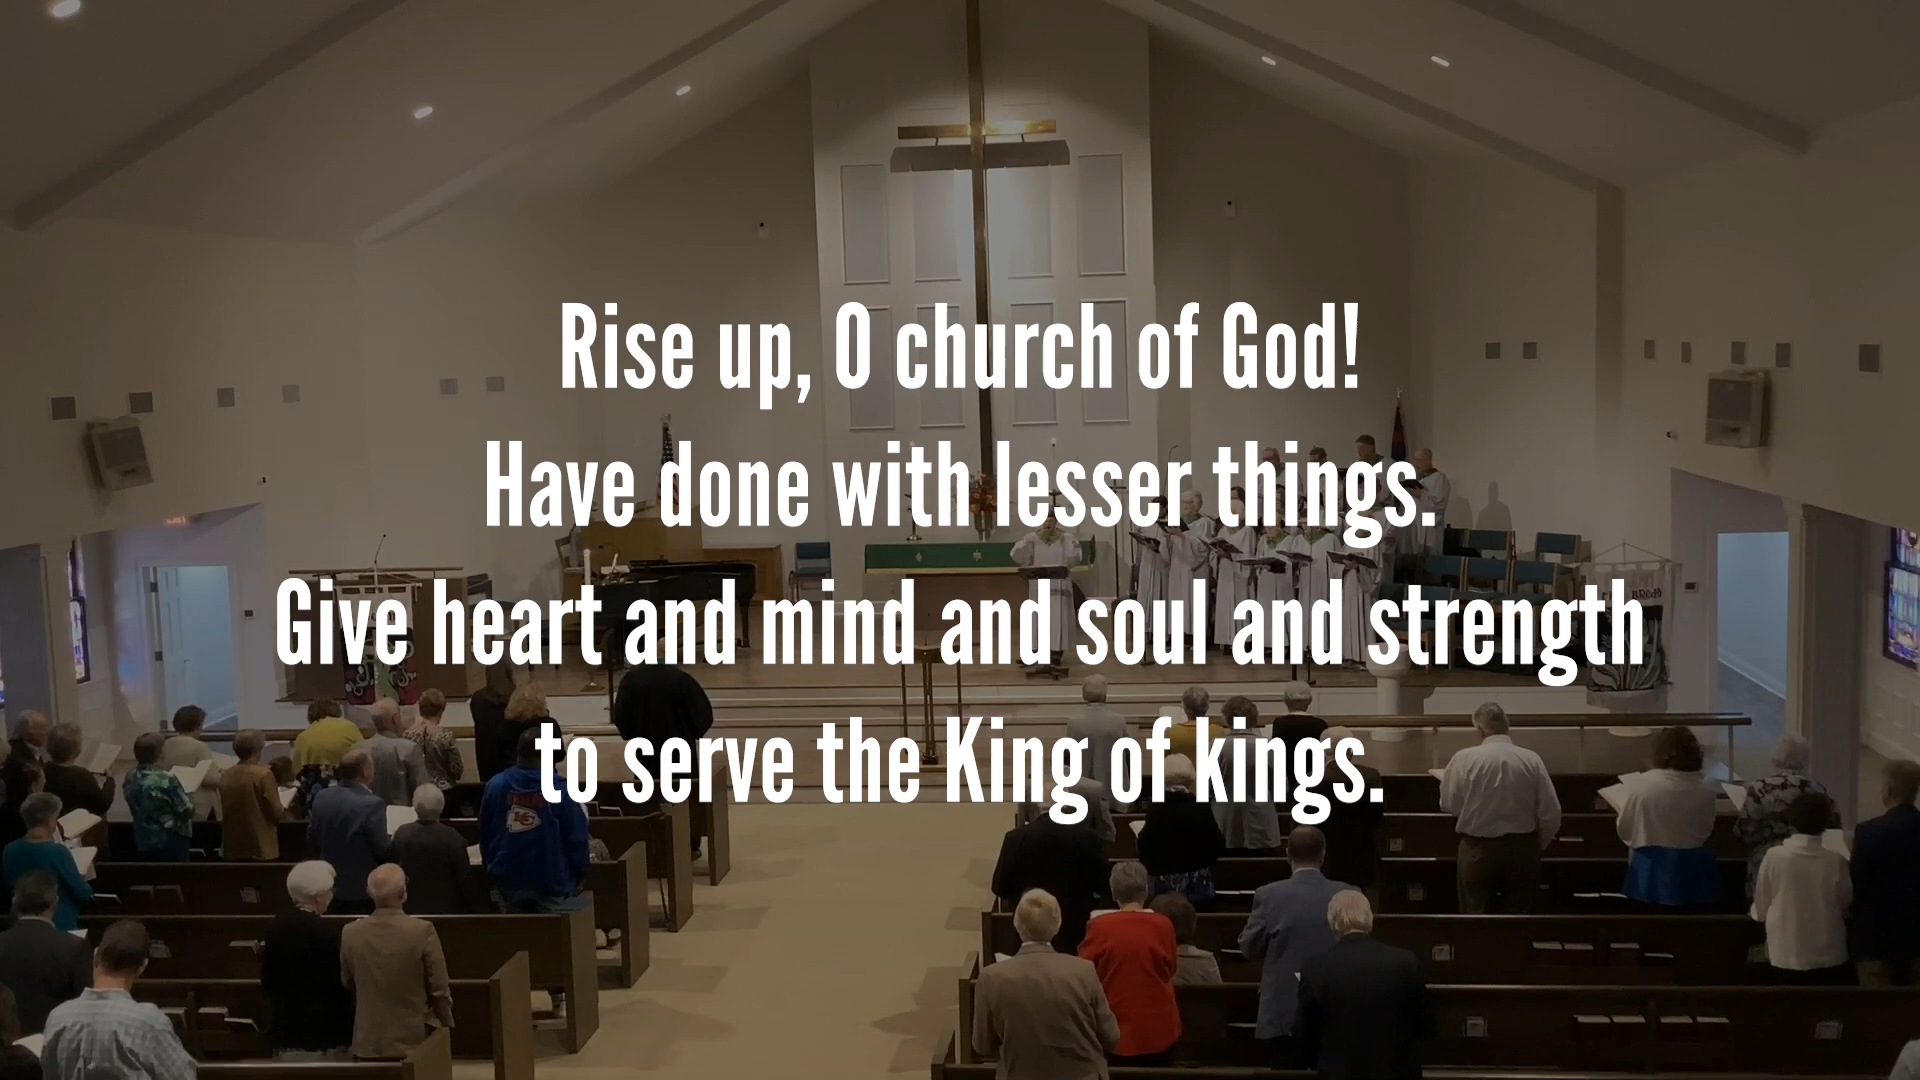 Rise up, O church of God!
Have done with lesser things.
Give heart and mind and soul and strength
to serve the King of kings.
KC